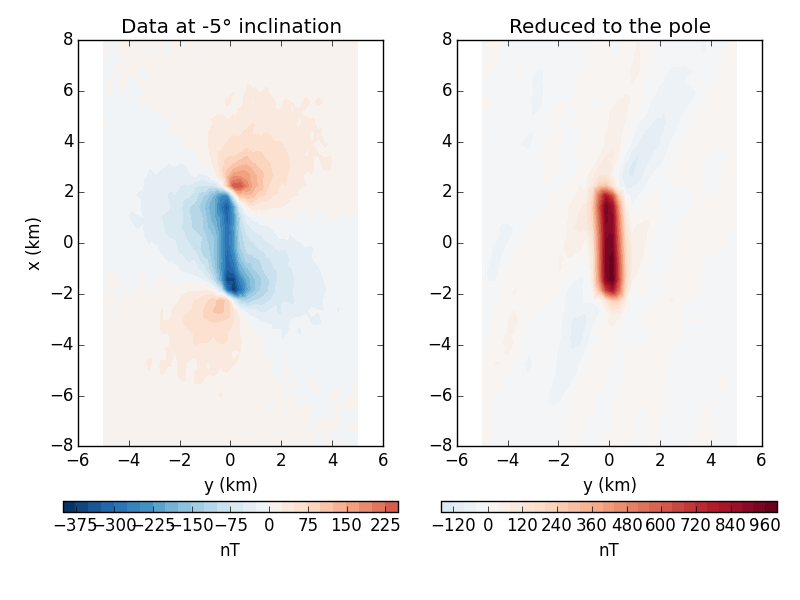 Data at -5° inclination
Reduced to the pole
8
6
4
2
0
−2
−4
−6
−8
x (km)
−6 −4 −2 0 2 4 6
y (km)
8
6
4
2
0
−2
−4
−6
−8
−6 −4 −2 0 2 4 6
y (km)
−375 −300 −225 −150 −75 0 75 150 225
nT
−120 0 120 240 360 480 600 720 840 960
nT